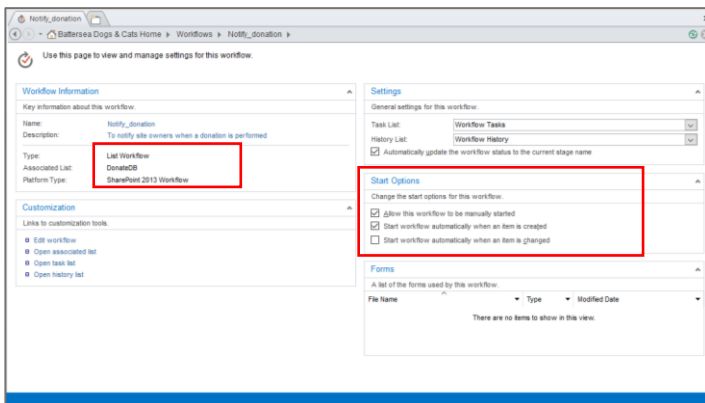 Notify_donation
Battersea Dogs & Cats Home Workflows Notify_donation
Use this page to view and manage settings for this workflow.
Workflow Information
Key information about this workflow.
Name: Notify_donation
Description: To notify site owners when a donation is performed
Type: List Workflow
Associated List: DonateDB
Platform Type: SharePoint 2013 Workflow
Customization
Links to customization tools.
Edit workflow
Open associated list
Open task list
Open history list
Settings
General settings for this workflow.
Task List: Workflow Tasks
History List: Workflow History
Automatically update the workflow status to the current stage name
Start Options
Change the start options for this workflow.
Allow this workflow to be manually started
Start workflow automatically when an item is created
Start workflow automatically when an item is changed
Forms
A list of the forms used by this workflow.
File Name Type Modified Date
There are no items to show in this view.